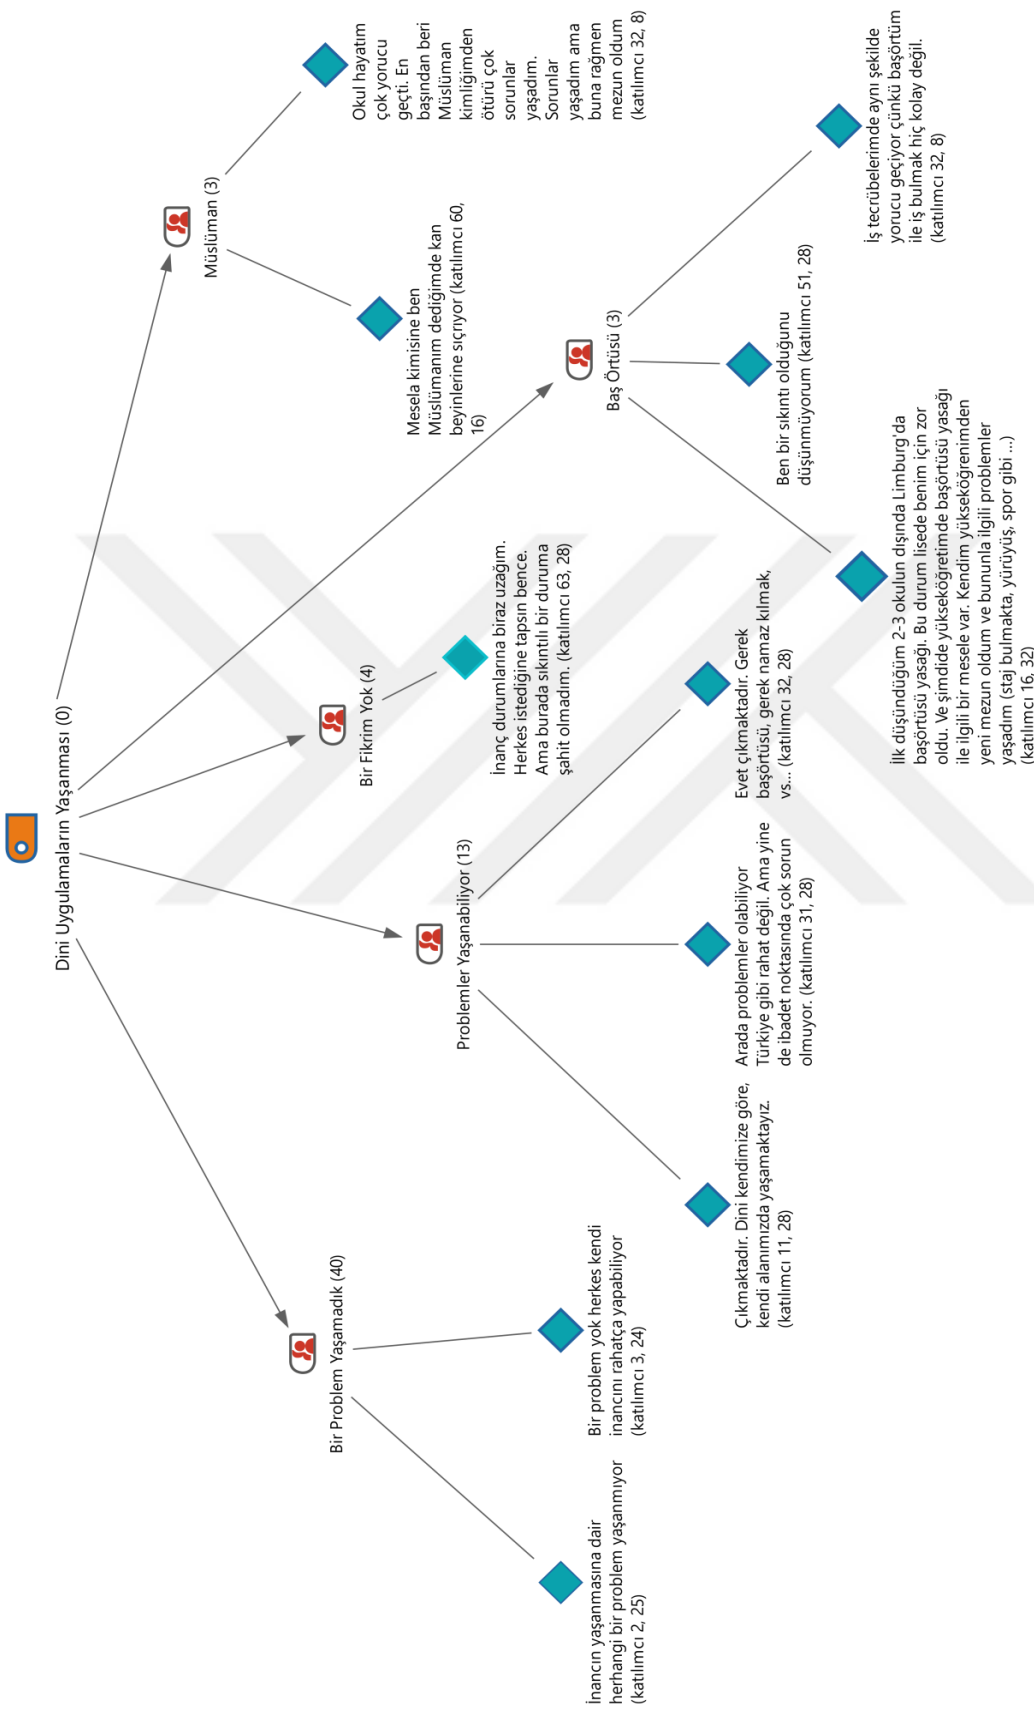 Dini Uygulamaların Yaşanması (0)
Bir Problem Yaşamadık (40)
İnancın yaşanmasına dair
herhangi bir problem yaşanmıyor
(katılımcı 2, 25)
Bir problem yok herkes kendi
inancını rahatça yapabiliyor
(katılımcı 3, 24)
Problemler Yaşanabiliyor (13)
Çıkmaktadır. Dini kendimize göre,
kendi alanımızda yaşamaktayız.
(katılımcı 11, 28)
Arada problemler olabiliyor
Türkiye gibi rahat değil. Ama yine
de ibadet noktasında çok sorun
olmuyor. (katılımcı 31, 28)
Evet çıkmaktadır. Gerek
başörtüsü, gerek namaz kılmak,
vs... (katılımcı 32, 28)
Bir Fikrim Yok (4)
İnanç durumlarına biraz uzağım.
Herkes istediğine tapsın bence.
Ama burada sıkıntılı bir duruma
şahit olmadım. (katılımcı 63, 28)
Baş Örtüsü (3)
İlk düşündüğüm 2-3 okulun dışında Limburg'da
başörtüsü yasağı. Bu durum lisede benim için zor
oldu. Ve şimdide yükseköğretimde başörtüsü yasağı
ile ilgili bir mesele var. Kendim yükseköğrenimden
yeni mezun oldum ve bununla ilgili problemler
yaşadım (staj bulmakta, yürüyüş, spor gibi ...)
(katılımcı 16, 32)
Ben bir sıkıntı olduğunu
düşünmüyorum (katılımcı 51, 28)
İş tecrübelerimde aynı şekilde
yorucu geçiyor çünkü başörtüm
ile iş bulmak hiç kolay değil.
(katılımcı 32, 8)
Müslüman (3)
Mesela kimisine ben
Müslümanım dediğimde kan
beyinlerine sıçrıyor (katılımcı 60,
16)
Okul hayatım
çok yorucu
geçti. En
başından beri
Müslüman
kimliğimden
ötürü çok
sorunlar
yaşadım.
Sorunlar
yaşadım ama
buna rağmen
mezun oldum
(katılımcı 32, 8)